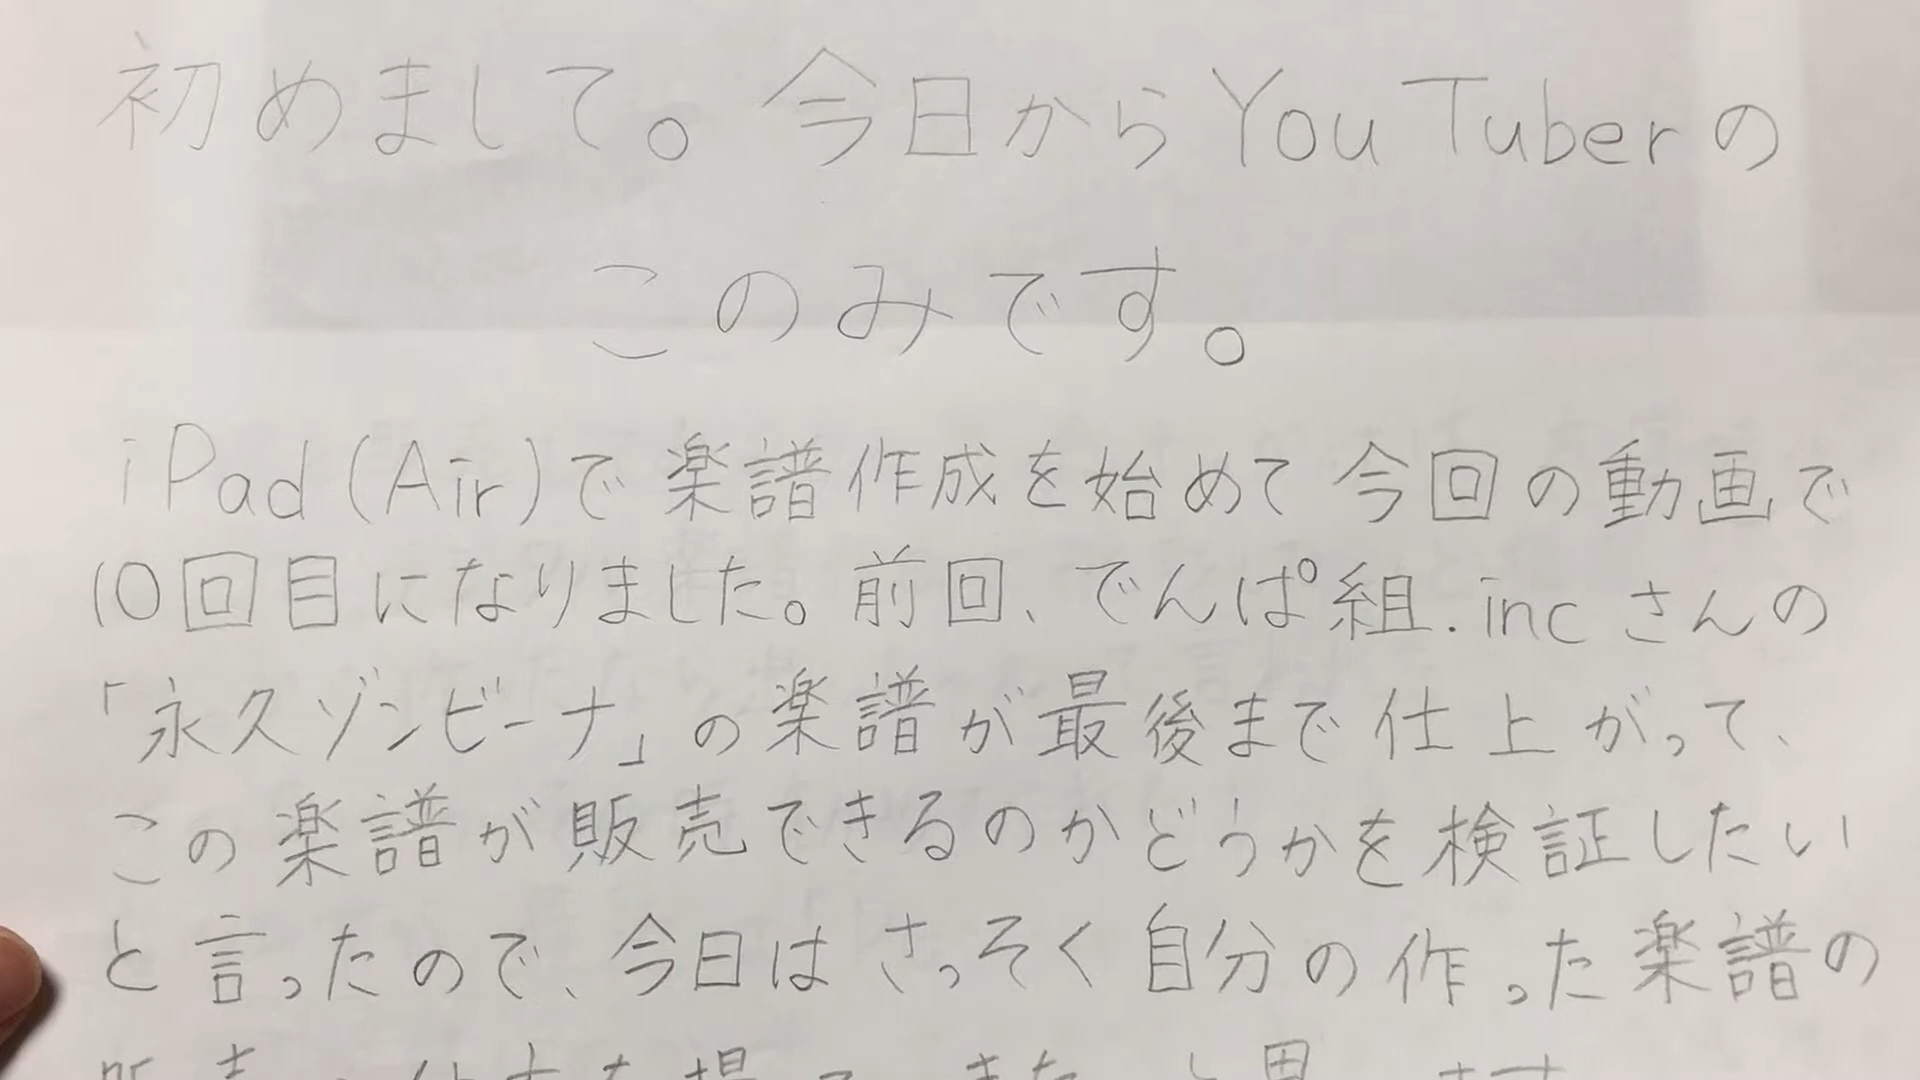 初めまして。今日からYouTuberの
このみです。
iPad(Air)で楽譜作成を始めて今回の動画で
10回目になりました。前回、でんぱ組.incさんの
「永久ゾンビーナ」の楽譜が最後まで仕上がって、
この楽譜が販売できるのかどうかを検証したい
と言ったので、今日はさっそく自分の作った楽譜の